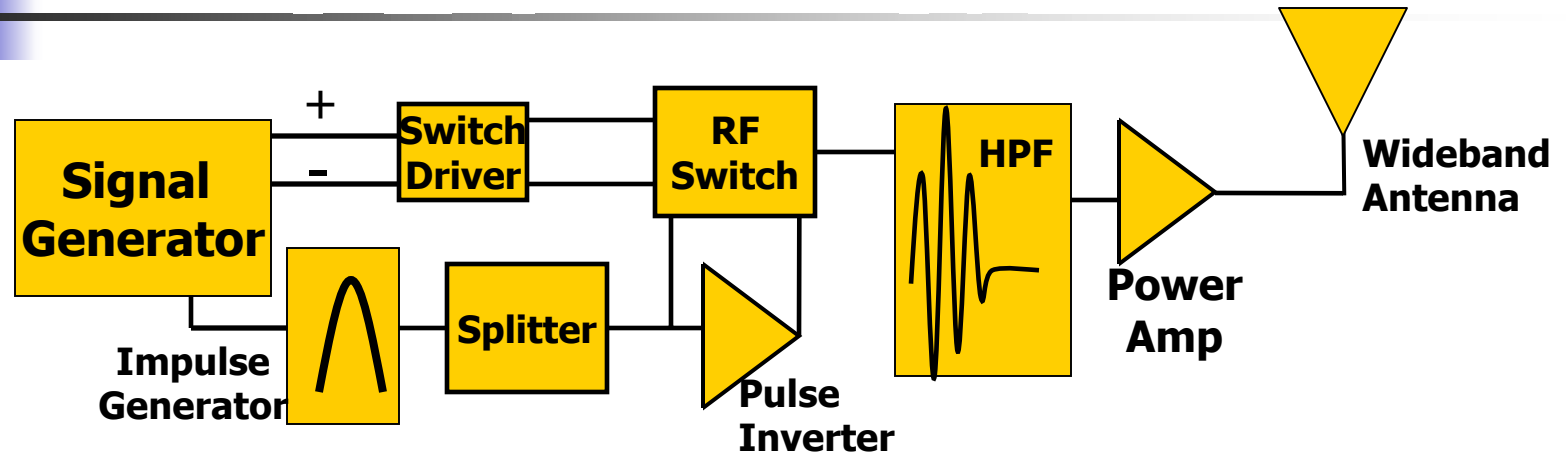 +
-
Signal
Generator
Switch
Driver
RF
Switch
HPF
Wideband
Antenna
Impulse
Generator
Splitter
Pulse
Inverter
Power
Amp